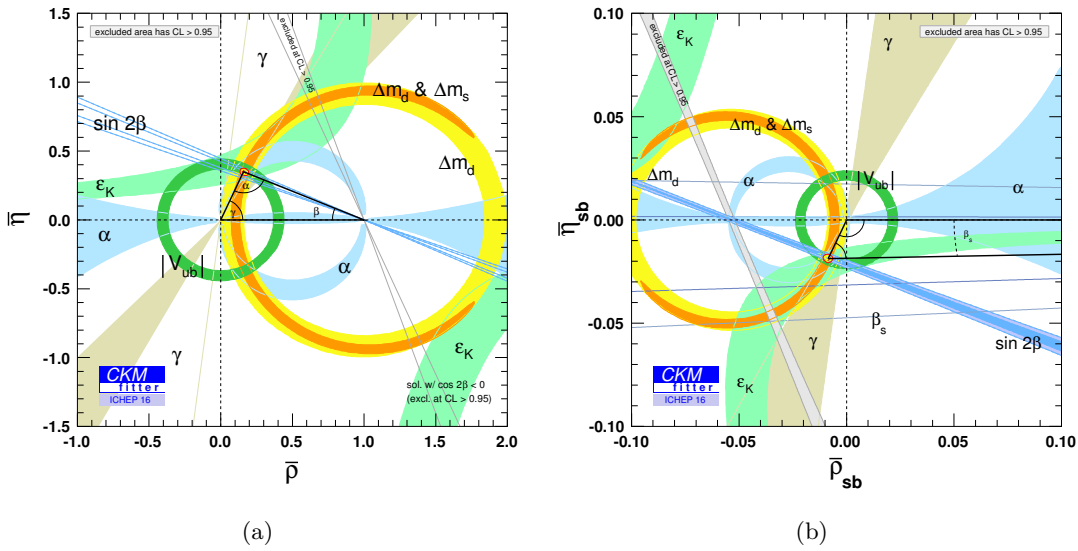 excluded area has CL > 0.95
excluded at CL > 0.95
γ
Δm_d & Δm_s
sin 2β
Δm_d
ε_K
α
β
γ
α
α
|V_ub|
γ
ε_K
CKM
fitter
ICHEP 16
sol. w/ cos 2β < 0
(excl. at CL > 0.95)
1.5
1.0
0.5
0.0
-0.5
-1.0
-1.5
η̅
-1.0
-0.5
0.0
0.5
1.0
1.5
2.0
ρ̅
(a)
excluded area has CL > 0.95
excluded at CL > 0.95
ε_K
γ
Δm_d & Δm_s
Δm_d
α
|V_ub|
α
β_s
β_s
sin 2β
γ
ε_K
CKM
fitter
ICHEP 16
0.10
0.05
0.00
-0.05
-0.10
η̅_sb
-0.10
-0.05
0.00
0.05
0.10
ρ̅_sb
(b)